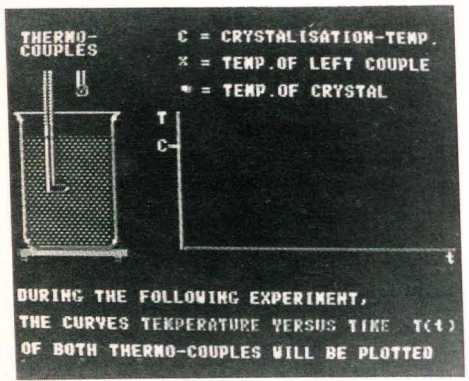 THERMO-
COUPLES
C = CRYSTALISATION-TEMP.
× = TEMP.OF LEFT COUPLE
= TEMP.OF CRYSTAL
T
C
t
DURING THE FOLLOWING EXPERIMENT,
THE CURVES TEMPERATURE VERSUS TIME T(t)
OF BOTH THERMO-COUPLES WILL BE PLOTTED